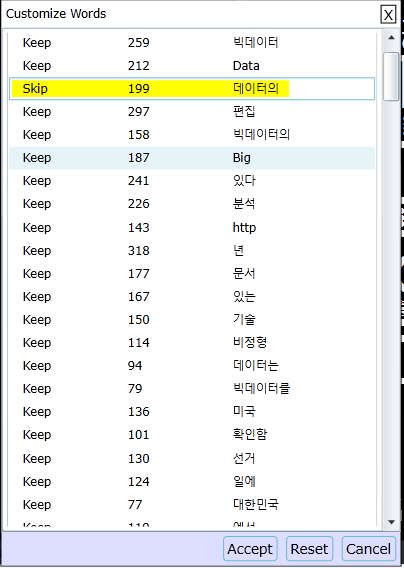 Customize Words X
Keep 259 빅데이터
Keep 212 Data
Skip 199 데이터의
Keep 297 편집
Keep 158 빅데이터의
Keep 187 Big
Keep 241 있다
Keep 226 분석
Keep 143 http
Keep 318 년
Keep 177 문서
Keep 167 있는
Keep 150 기술
Keep 114 비정형
Keep 94 데이터는
Keep 79 빅데이터를
Keep 136 미국
Keep 101 확인함
Keep 130 선거
Keep 124 일에
Keep 77 대한민국
Keep 110 에서
Accept Reset Cancel